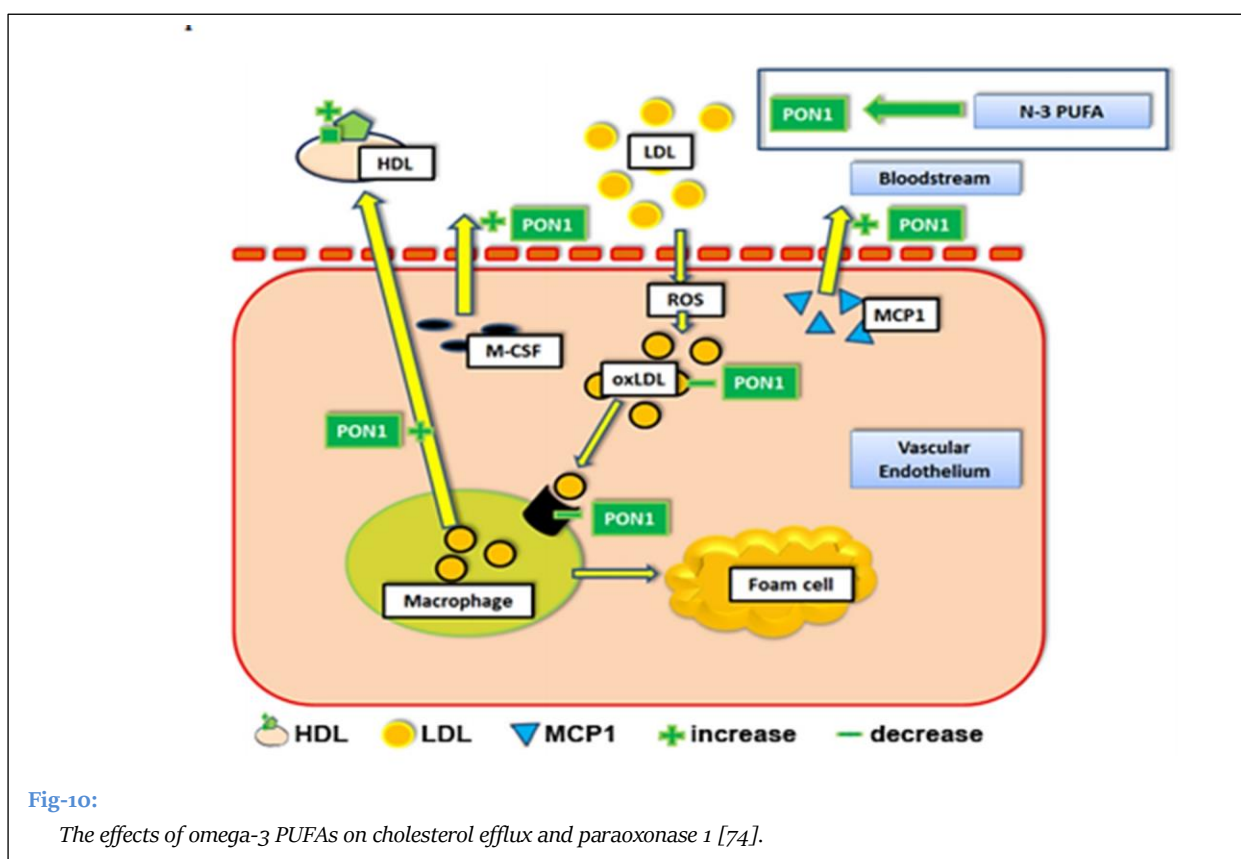 PON1
N-3 PUFA
HDL
LDL
Bloodstream
PON1
PON1
ROS
MCP1
M-CSF
oxLDL
PON1
PON1
Vascular
Endothelium
PON1
Macrophage
Foam cell
HDL LDL MCP1 increase decrease
Fig-10:
The effects of omega-3 PUFAs on cholesterol efflux and paraoxonase 1 [74].